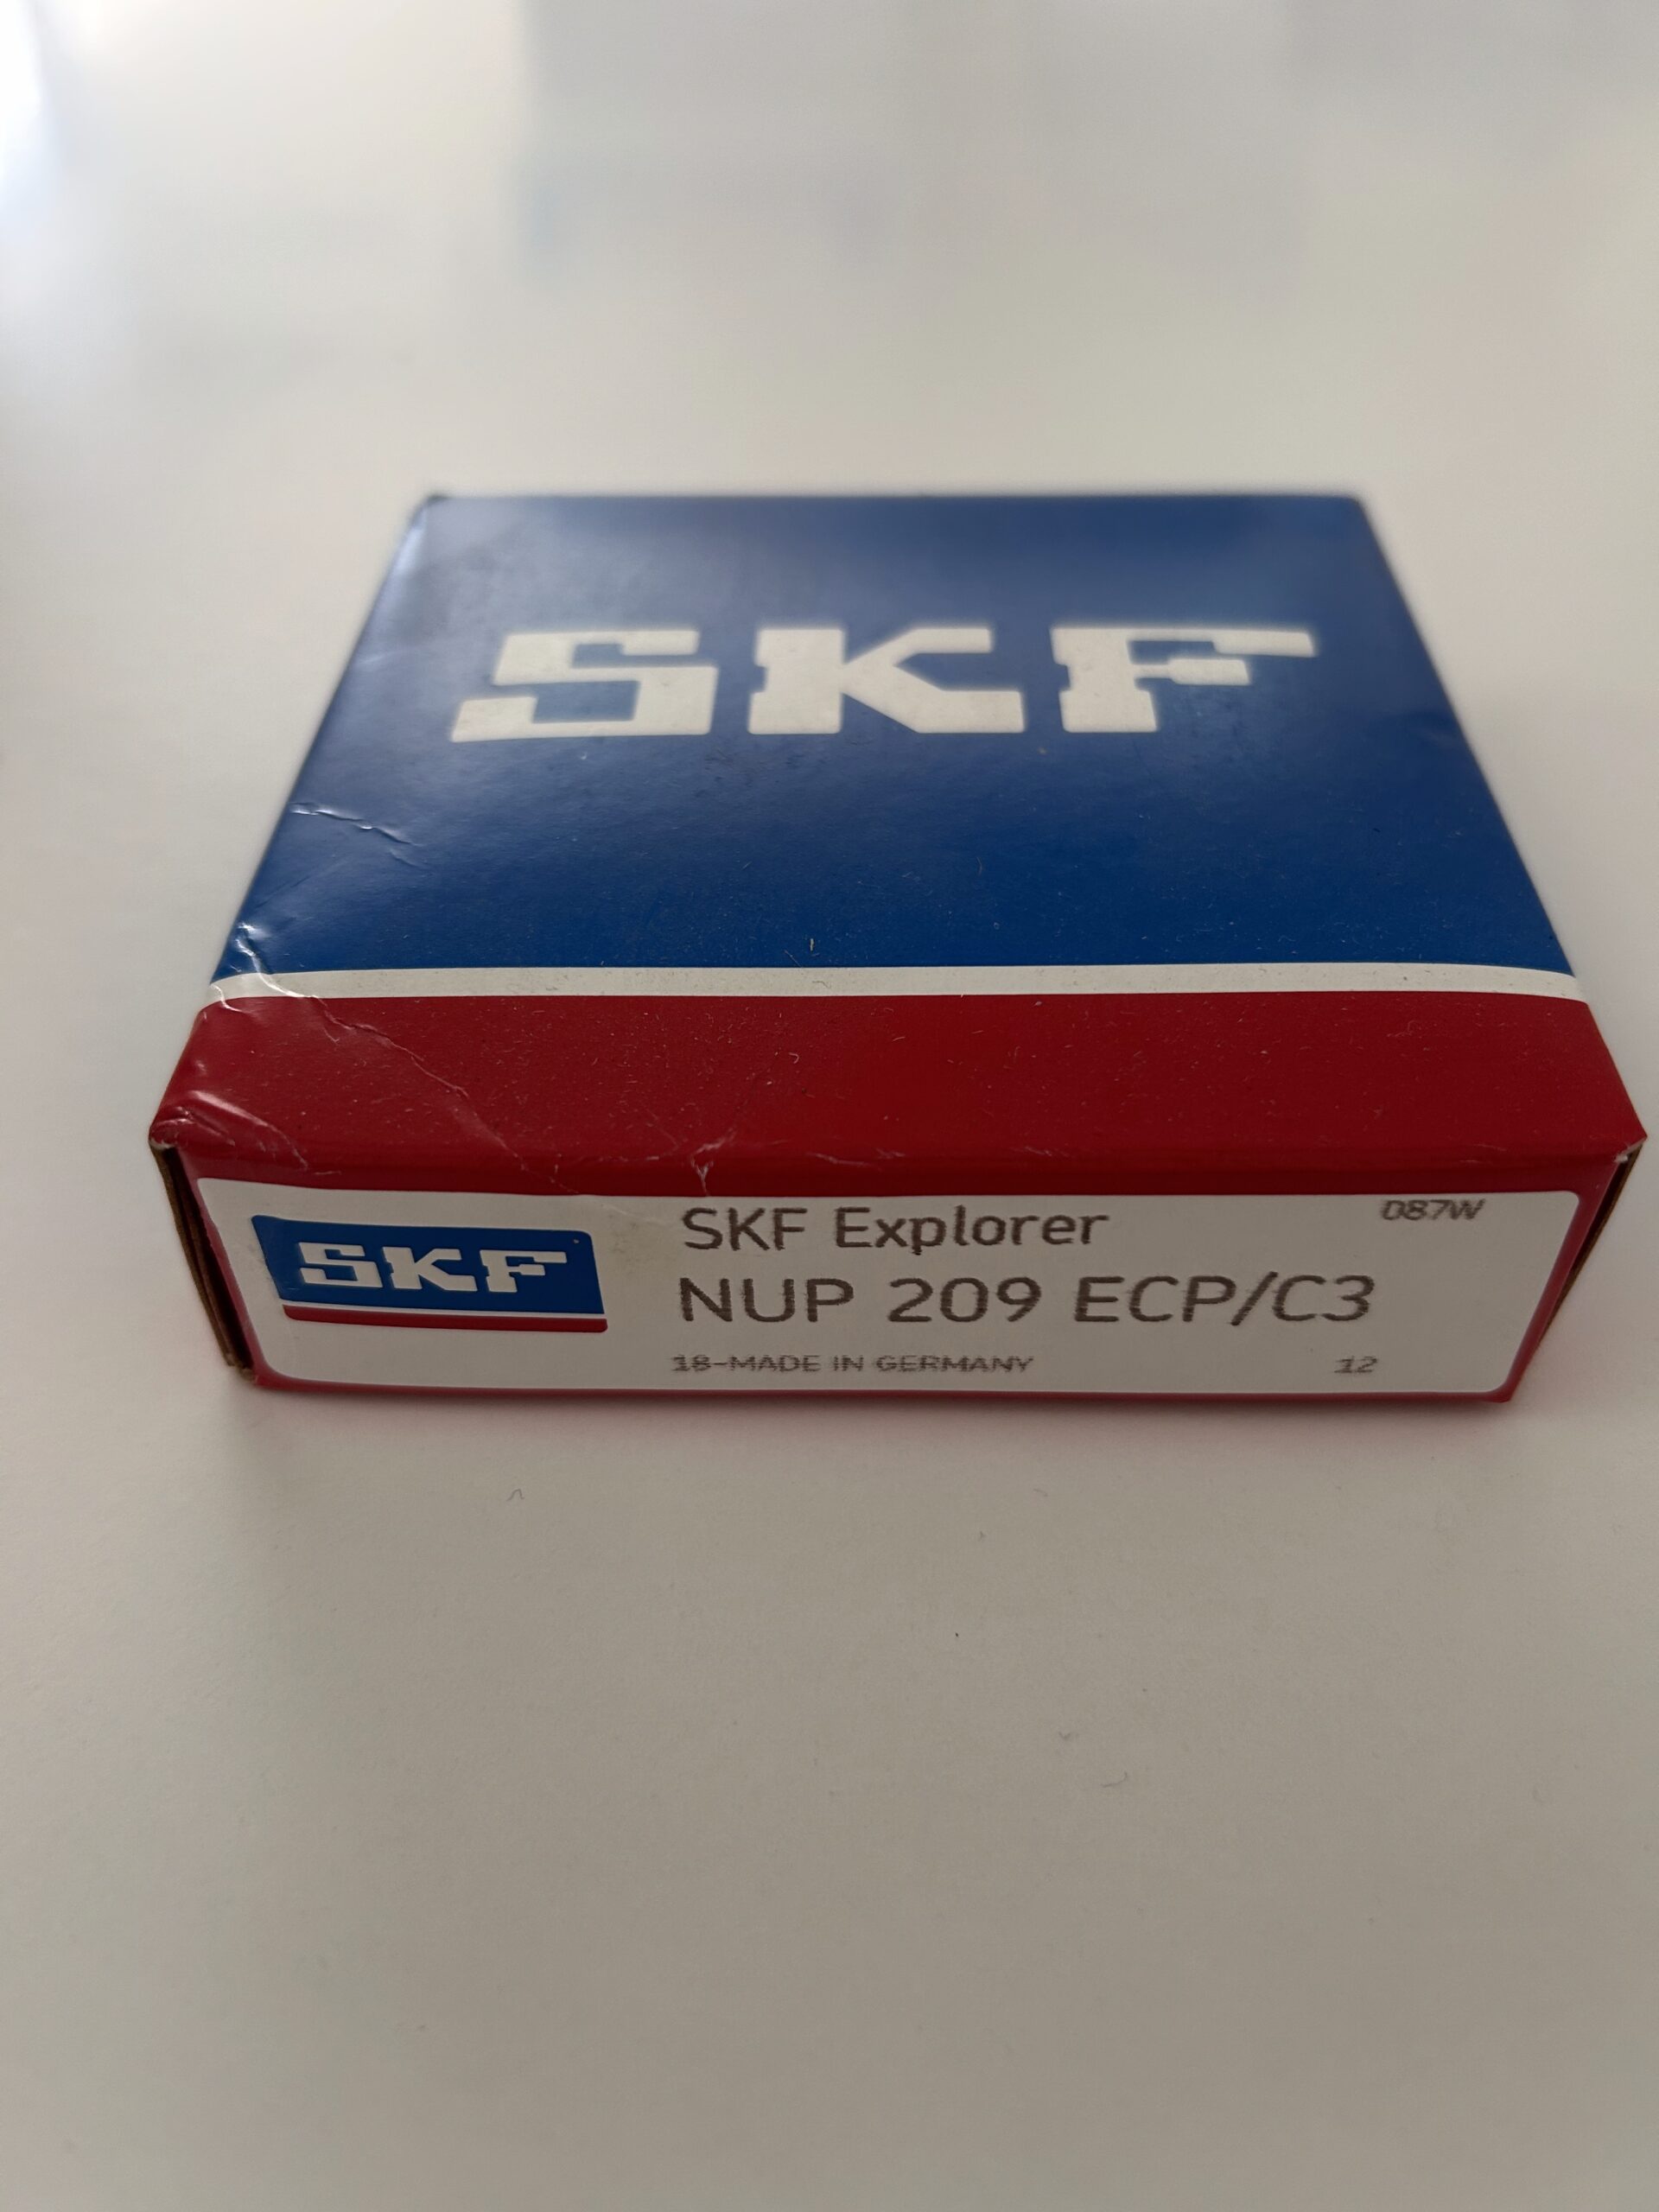 SKF
SKF
SKF Explorer
087W
NUP 209 ECP/C3
18-MADE IN GERMANY
12